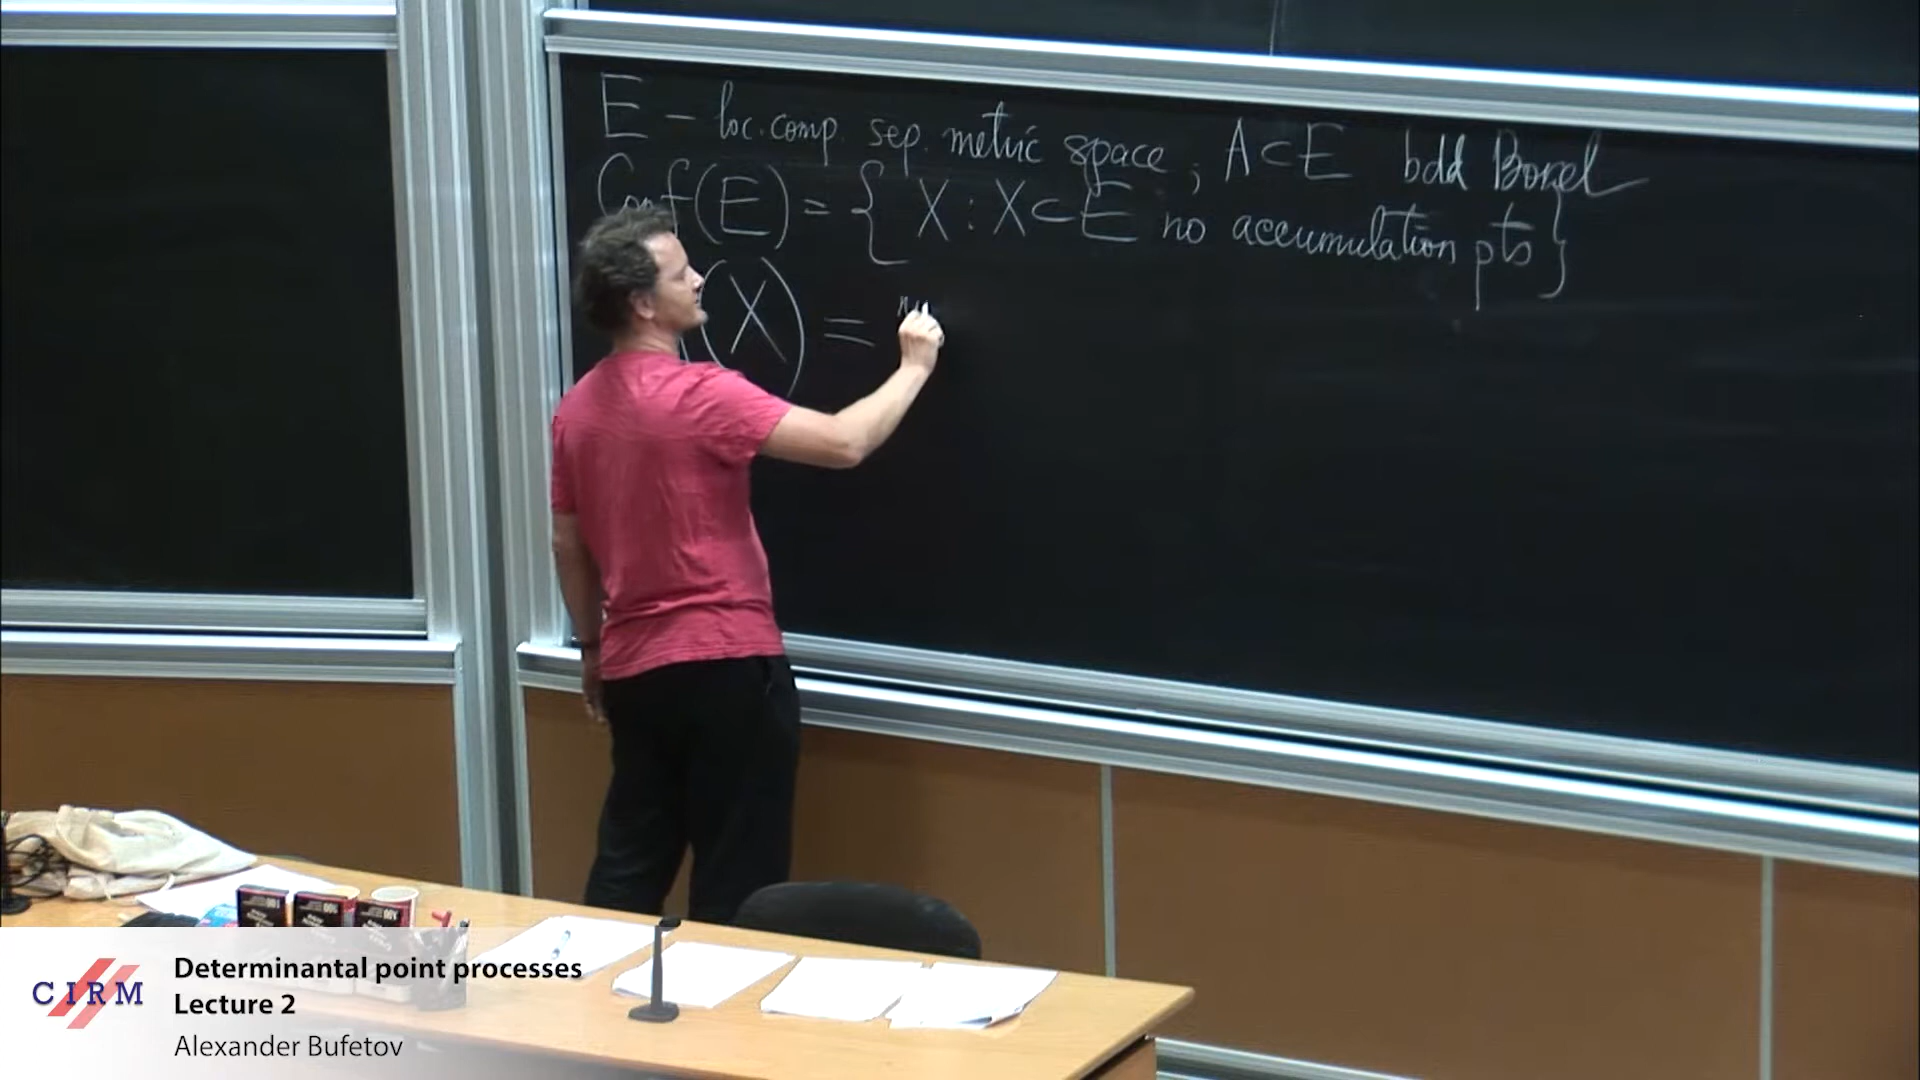 E – loc. comp. sep. metric space, A⊂E bdd Borel
Conf(E) = { X : X⊂E no accumulation pts}
(X) =
CIRM
Determinantal point processes
Lecture 2
Alexander Bufetov